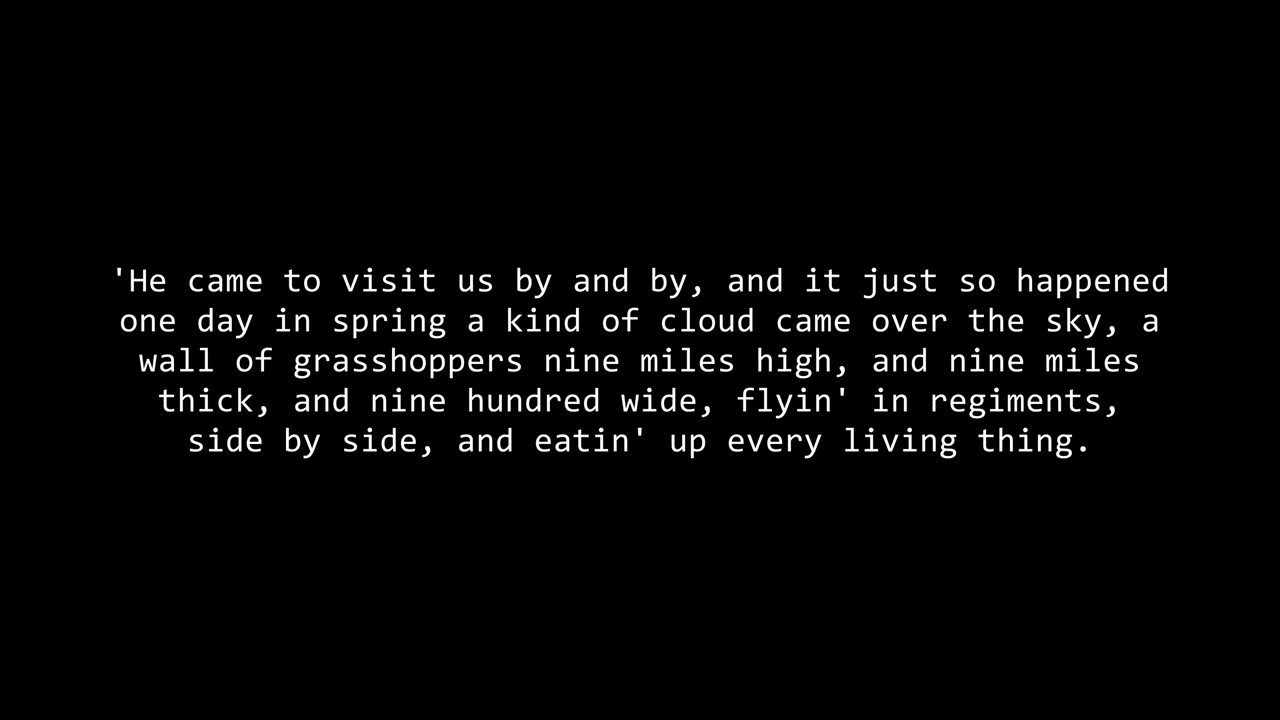 'He came to visit us by and by, and it just so happened
one day in spring a kind of cloud came over the sky, a
wall of grasshoppers nine miles high, and nine miles
thick, and nine hundred wide, flyin' in regiments,
side by side, and eatin' up every living thing.